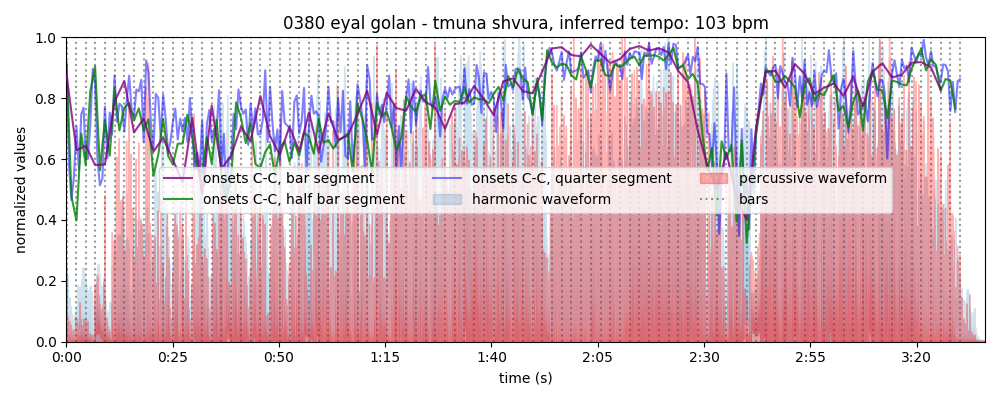 0380 eyal golan - tmuna shvura, inferred tempo: 103 bpm
1.0
0.8
0.6
0.4
0.2
0.0
normalized values
onsets C-C, bar segment
onsets C-C, half bar segment
onsets C-C, quarter segment
harmonic waveform
percussive waveform
bars
0:00
0:25
0:50
1:15
1:40
2:05
2:30
2:55
3:20
time (s)